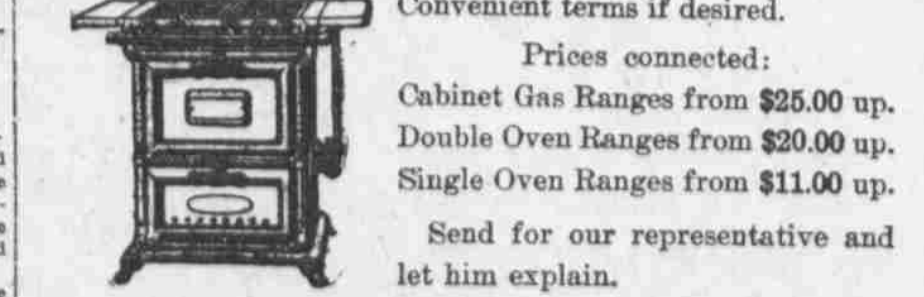 Convenient terms if desired.
Prices connected:
Cabinet Gas Ranges from $25.00 up.
Double Oven Ranges from $20.00 up.
Single Oven Ranges from $11.00 up.
Send for our representative and
let him explain.